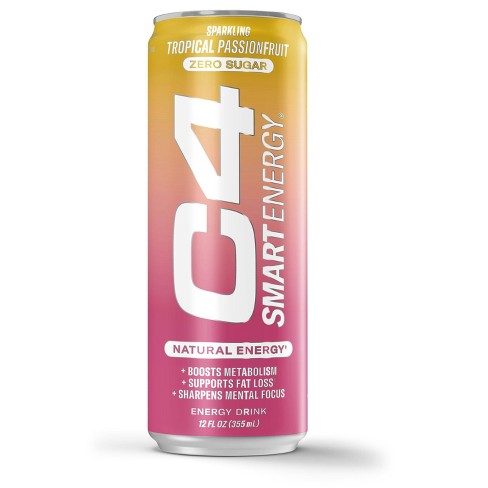 SPARKLING
TROPICAL PASSIONFRUIT
ZERO SUGAR
C4
SMART ENERGY®
NATURAL ENERGY†
+ BOOSTS METABOLISM
+ SUPPORTS FAT LOSS
+ SHARPENS MENTAL FOCUS
ENERGY DRINK
12 FL OZ (355 mL)